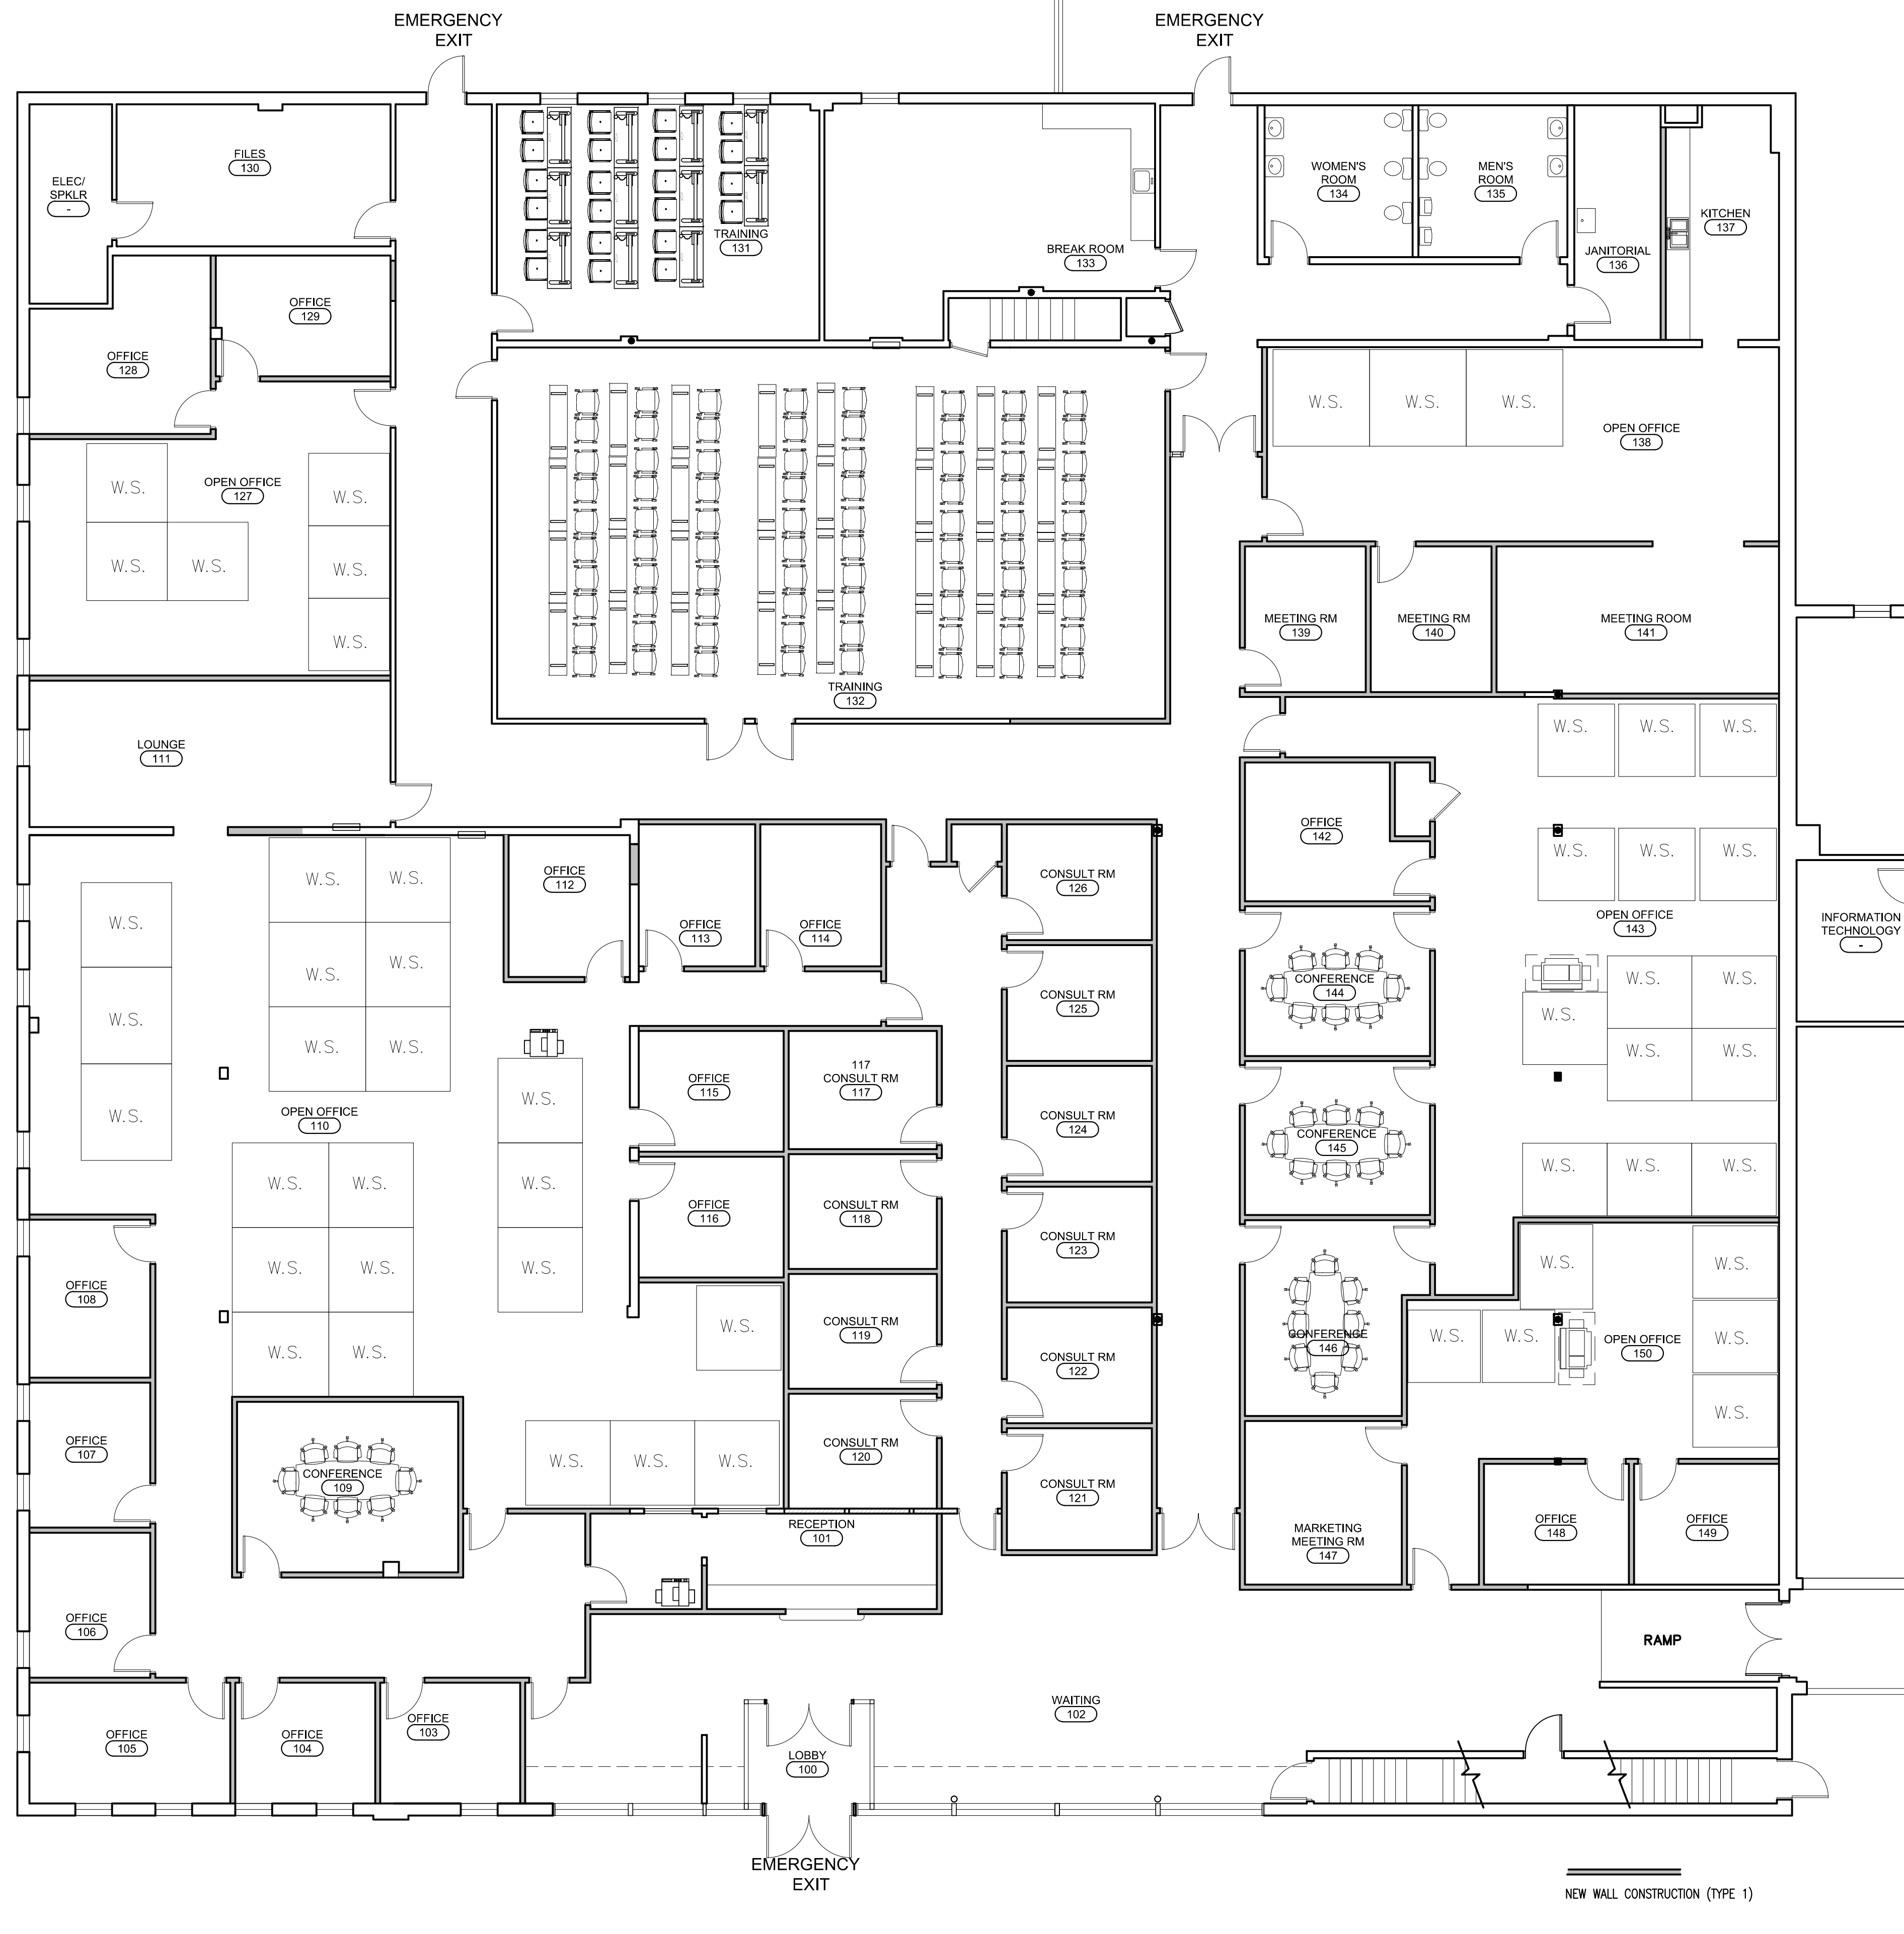 EMERGENCY
EXIT
EMERGENCY
EXIT
FILES
130
ELEC/
SPKLR
-
TRAINING
131
BREAK ROOM
133
WOMEN'S
ROOM
134
MEN'S
ROOM
135
JANITORIAL
136
KITCHEN
137
OFFICE
129
OFFICE
128
OPEN OFFICE
127
W.S.
W.S.
W.S.
W.S.
W.S.
W.S.
TRAINING
132
W.S.
W.S.
W.S.
OPEN OFFICE
138
MEETING RM
139
MEETING RM
140
MEETING ROOM
141
LOUNGE
111
W.S.
W.S.
W.S.
W.S.
W.S.
W.S.
OFFICE
142
OPEN OFFICE
143
W.S.
W.S.
W.S.
W.S.
W.S.
W.S.
W.S.
W.S.
INFORMATION
TECHNOLOGY
-
OFFICE
112
OFFICE
113
OFFICE
114
CONSULT RM
126
CONSULT RM
125
CONFERENCE
144
W.S.
W.S.
W.S.
W.S.
W.S.
W.S.
W.S.
W.S.
W.S.
OPEN OFFICE
110
W.S.
W.S.
W.S.
OFFICE
115
117
CONSULT RM
117
CONSULT RM
124
CONFERENCE
145
W.S.
W.S.
W.S.
W.S.
W.S.
W.S.
OFFICE
116
CONSULT RM
118
CONSULT RM
123
OFFICE
108
W.S.
CONSULT RM
119
CONSULT RM
122
CONFERENCE
146
W.S.
W.S.
W.S.
W.S.
W.S.
W.S.
OPEN OFFICE
150
OFFICE
107
CONFERENCE
109
W.S.
W.S.
W.S.
CONSULT RM
120
CONSULT RM
121
RECEPTION
101
MARKETING
MEETING RM
147
OFFICE
148
OFFICE
149
OFFICE
106
RAMP
OFFICE
105
OFFICE
104
OFFICE
103
LOBBY
100
WAITING
102
EMERGENCY
EXIT
NEW WALL CONSTRUCTION (TYPE 1)